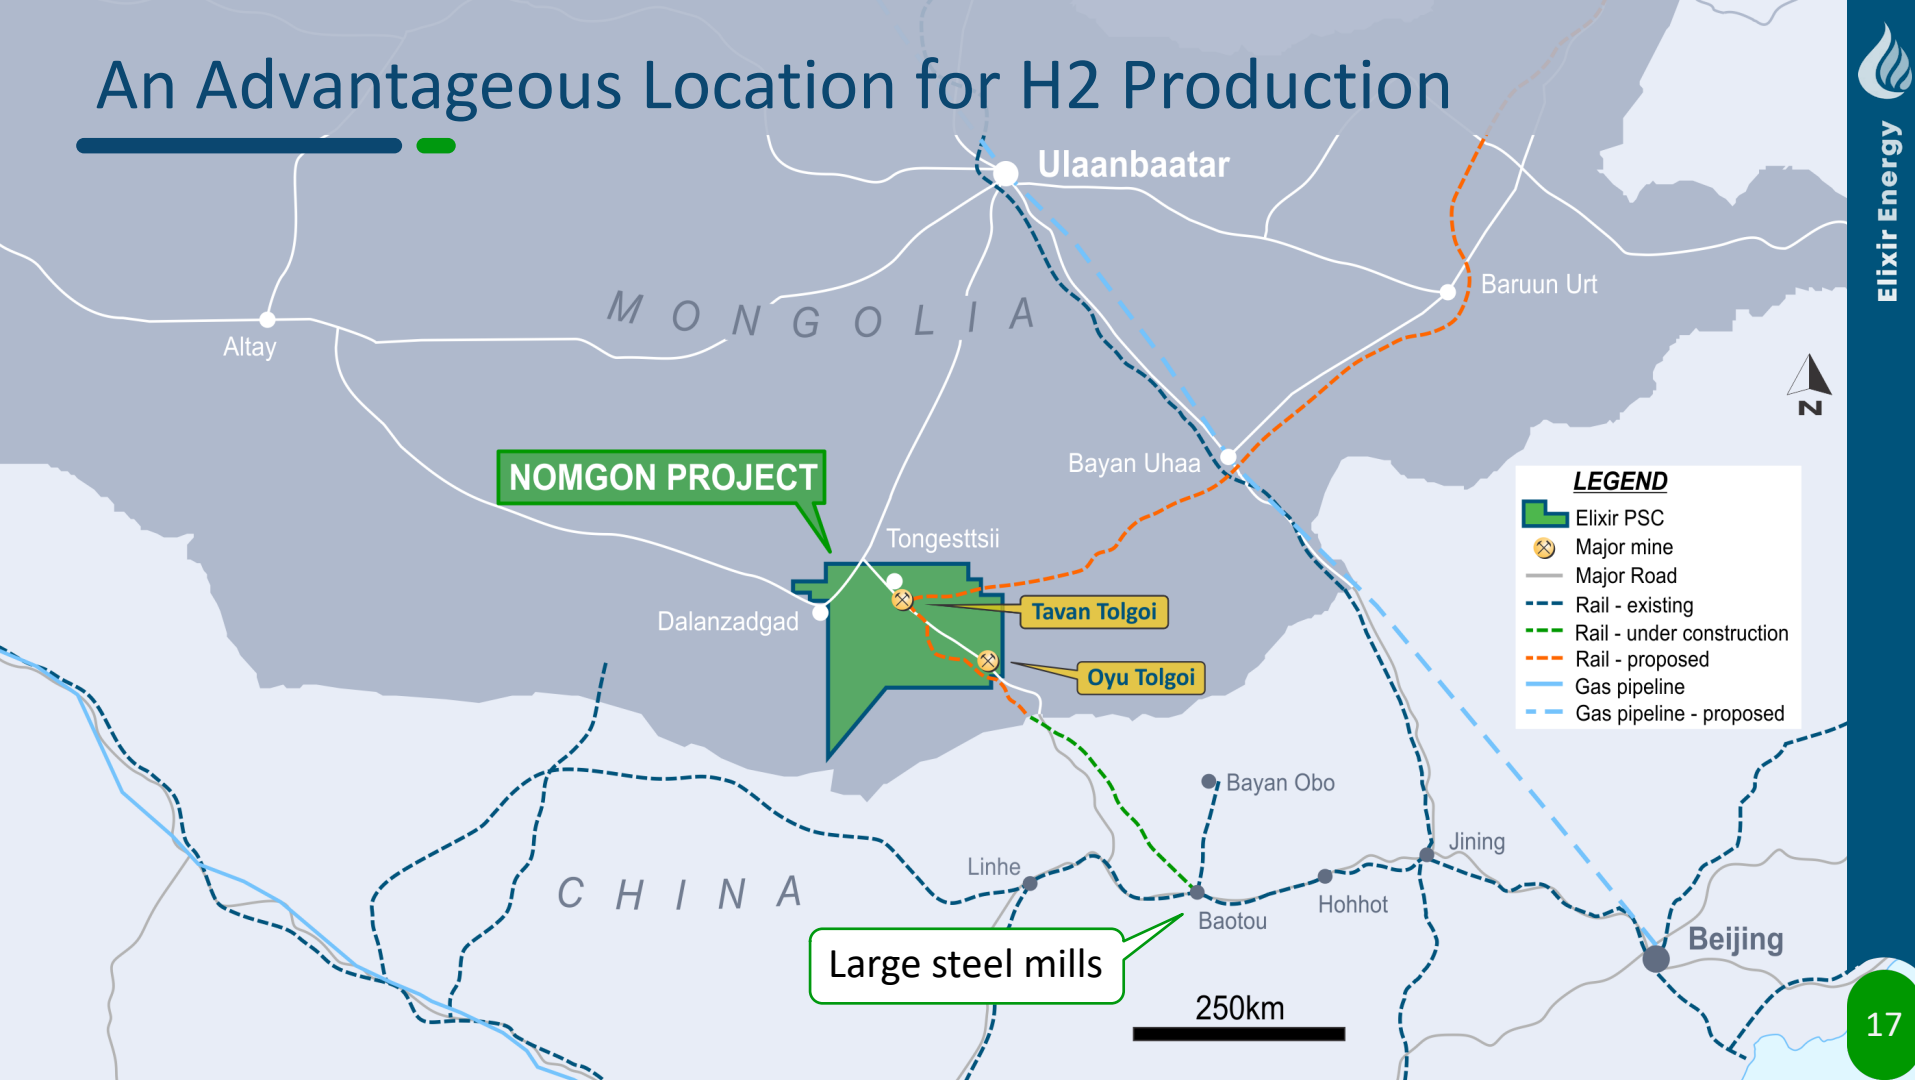 An Advantageous Location for H2 Production
Elixir Energy
Ulaanbaatar
Baruun Urt
MONGOLIA
Altay
N
Bayan Uhaa
NOMGON PROJECT
Tongesttsii
Tavan Tolgoi
Dalanzadgad
Oyu Tolgoi
LEGEND
Elixir PSC
Major mine
Major Road
Rail - existing
Rail - under construction
Rail - proposed
Gas pipeline
Gas pipeline - proposed
Bayan Obo
Jining
Linhe
CHINA
Hohhot
Baotou
Beijing
Large steel mills
250km
17